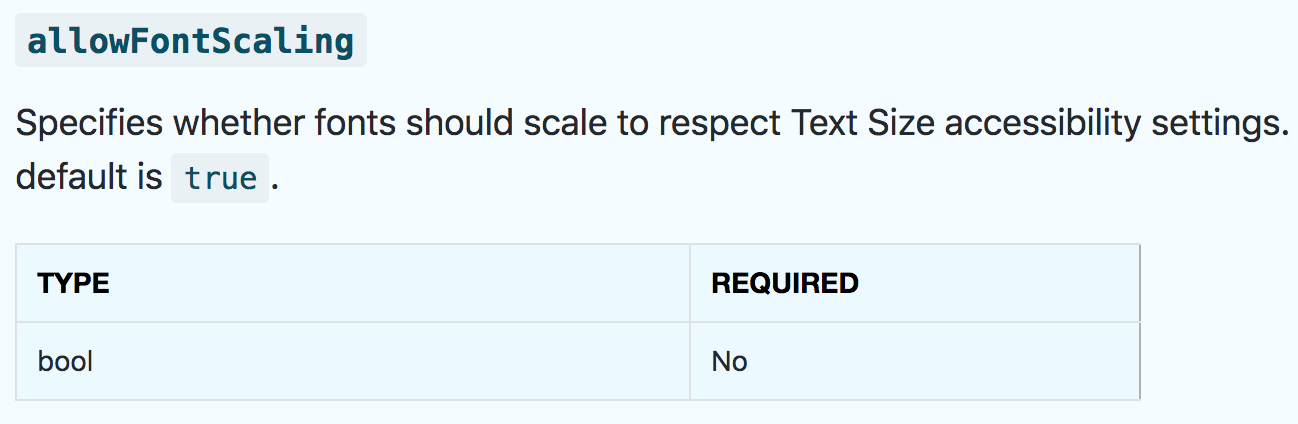 allowFontScaling
Specifies whether fonts should scale to respect Text Size accessibility settings.
default is true.
TYPE REQUIRED
bool No